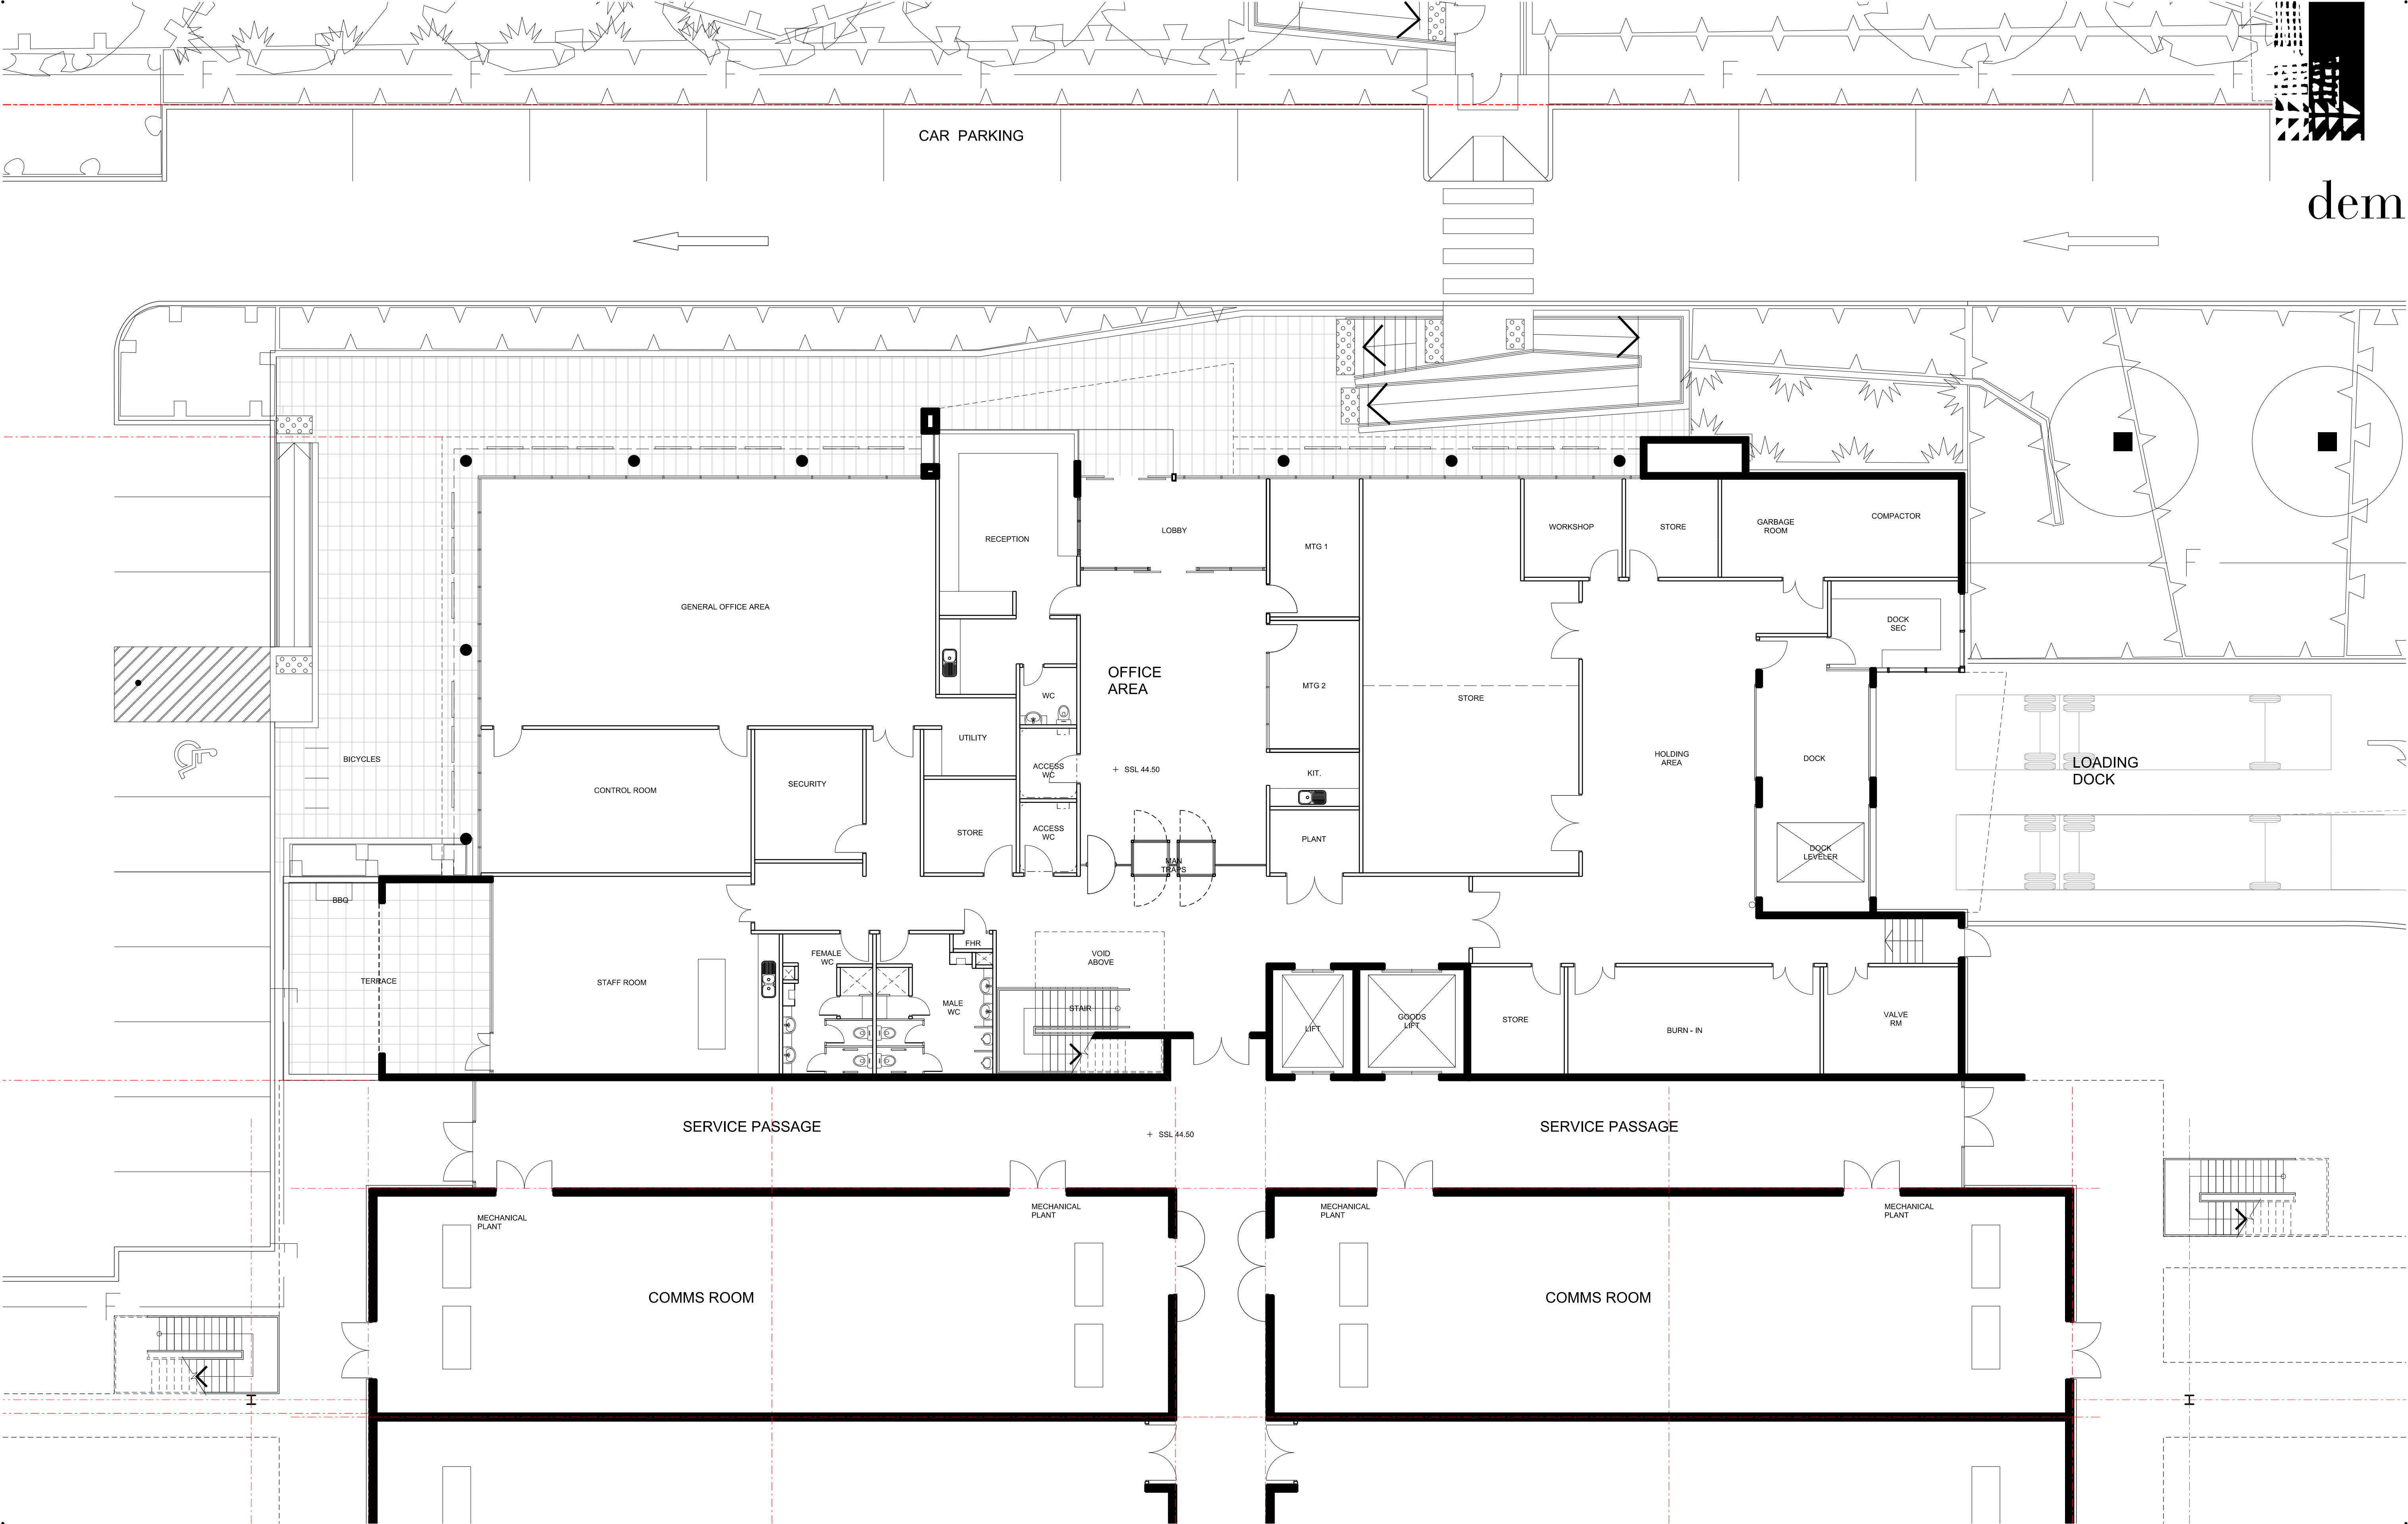 CAR PARKING
dem
RECEPTION
LOBBY
MTG 1
WORKSHOP
STORE
GARBAGE
ROOM
COMPACTOR
GENERAL OFFICE AREA
DOCK
SEC
OFFICE
AREA
WC
MTG 2
STORE
UTILITY
BICYCLES
CONTROL ROOM
SECURITY
ACCESS
WC
+ SSL 44.50
KIT.
HOLDING
AREA
DOCK
LOADING
DOCK
STORE
ACCESS
WC
MAN
TRAPS
PLANT
DOCK
LEVELER
BBQ
TERRACE
STAFF ROOM
FEMALE
WC
FHR
MALE
WC
VOID
ABOVE
STAIR
LIFT
GOODS
LIFT
STORE
BURN - IN
VALVE
RM
SERVICE PASSAGE
+ SSL 44.50
SERVICE PASSAGE
MECHANICAL
PLANT
MECHANICAL
PLANT
MECHANICAL
PLANT
MECHANICAL
PLANT
COMMS ROOM
COMMS ROOM